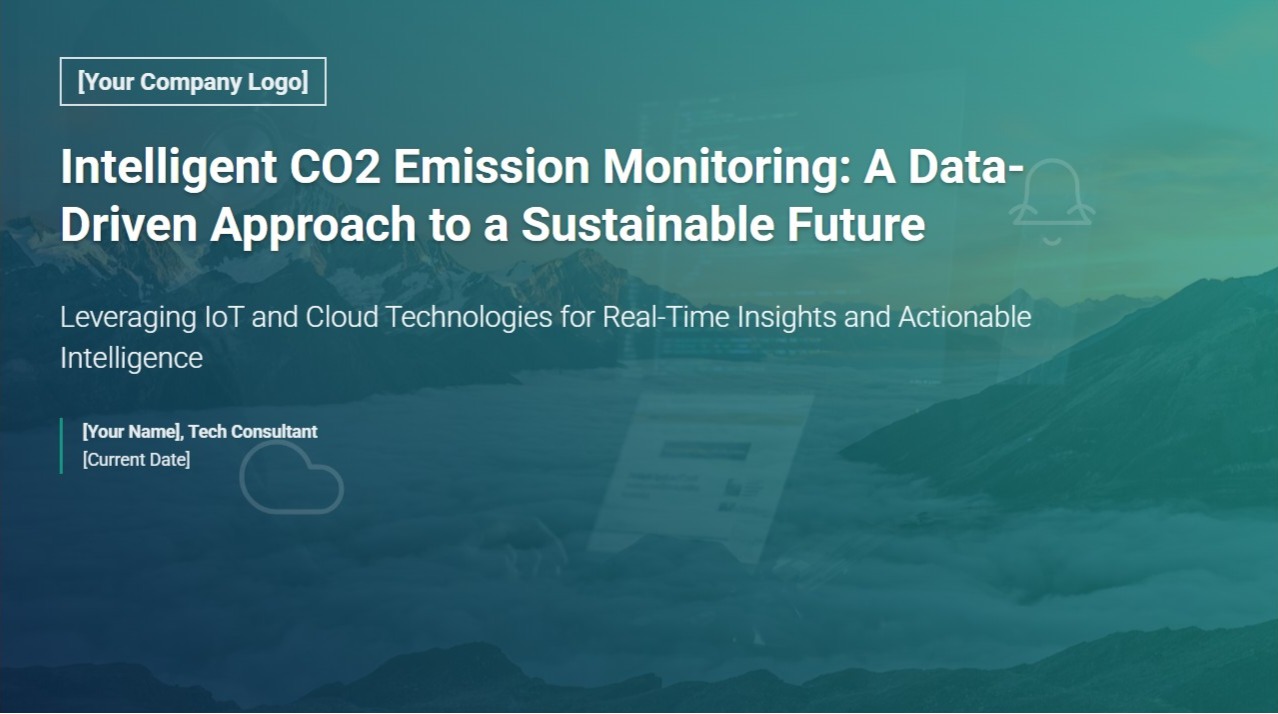 [Your Company Logo]
Intelligent CO2 Emission Monitoring: A Data-
Driven Approach to a Sustainable Future
Leveraging IoT and Cloud Technologies for Real-Time Insights and Actionable
Intelligence
[Your Name], Tech Consultant
[Current Date]